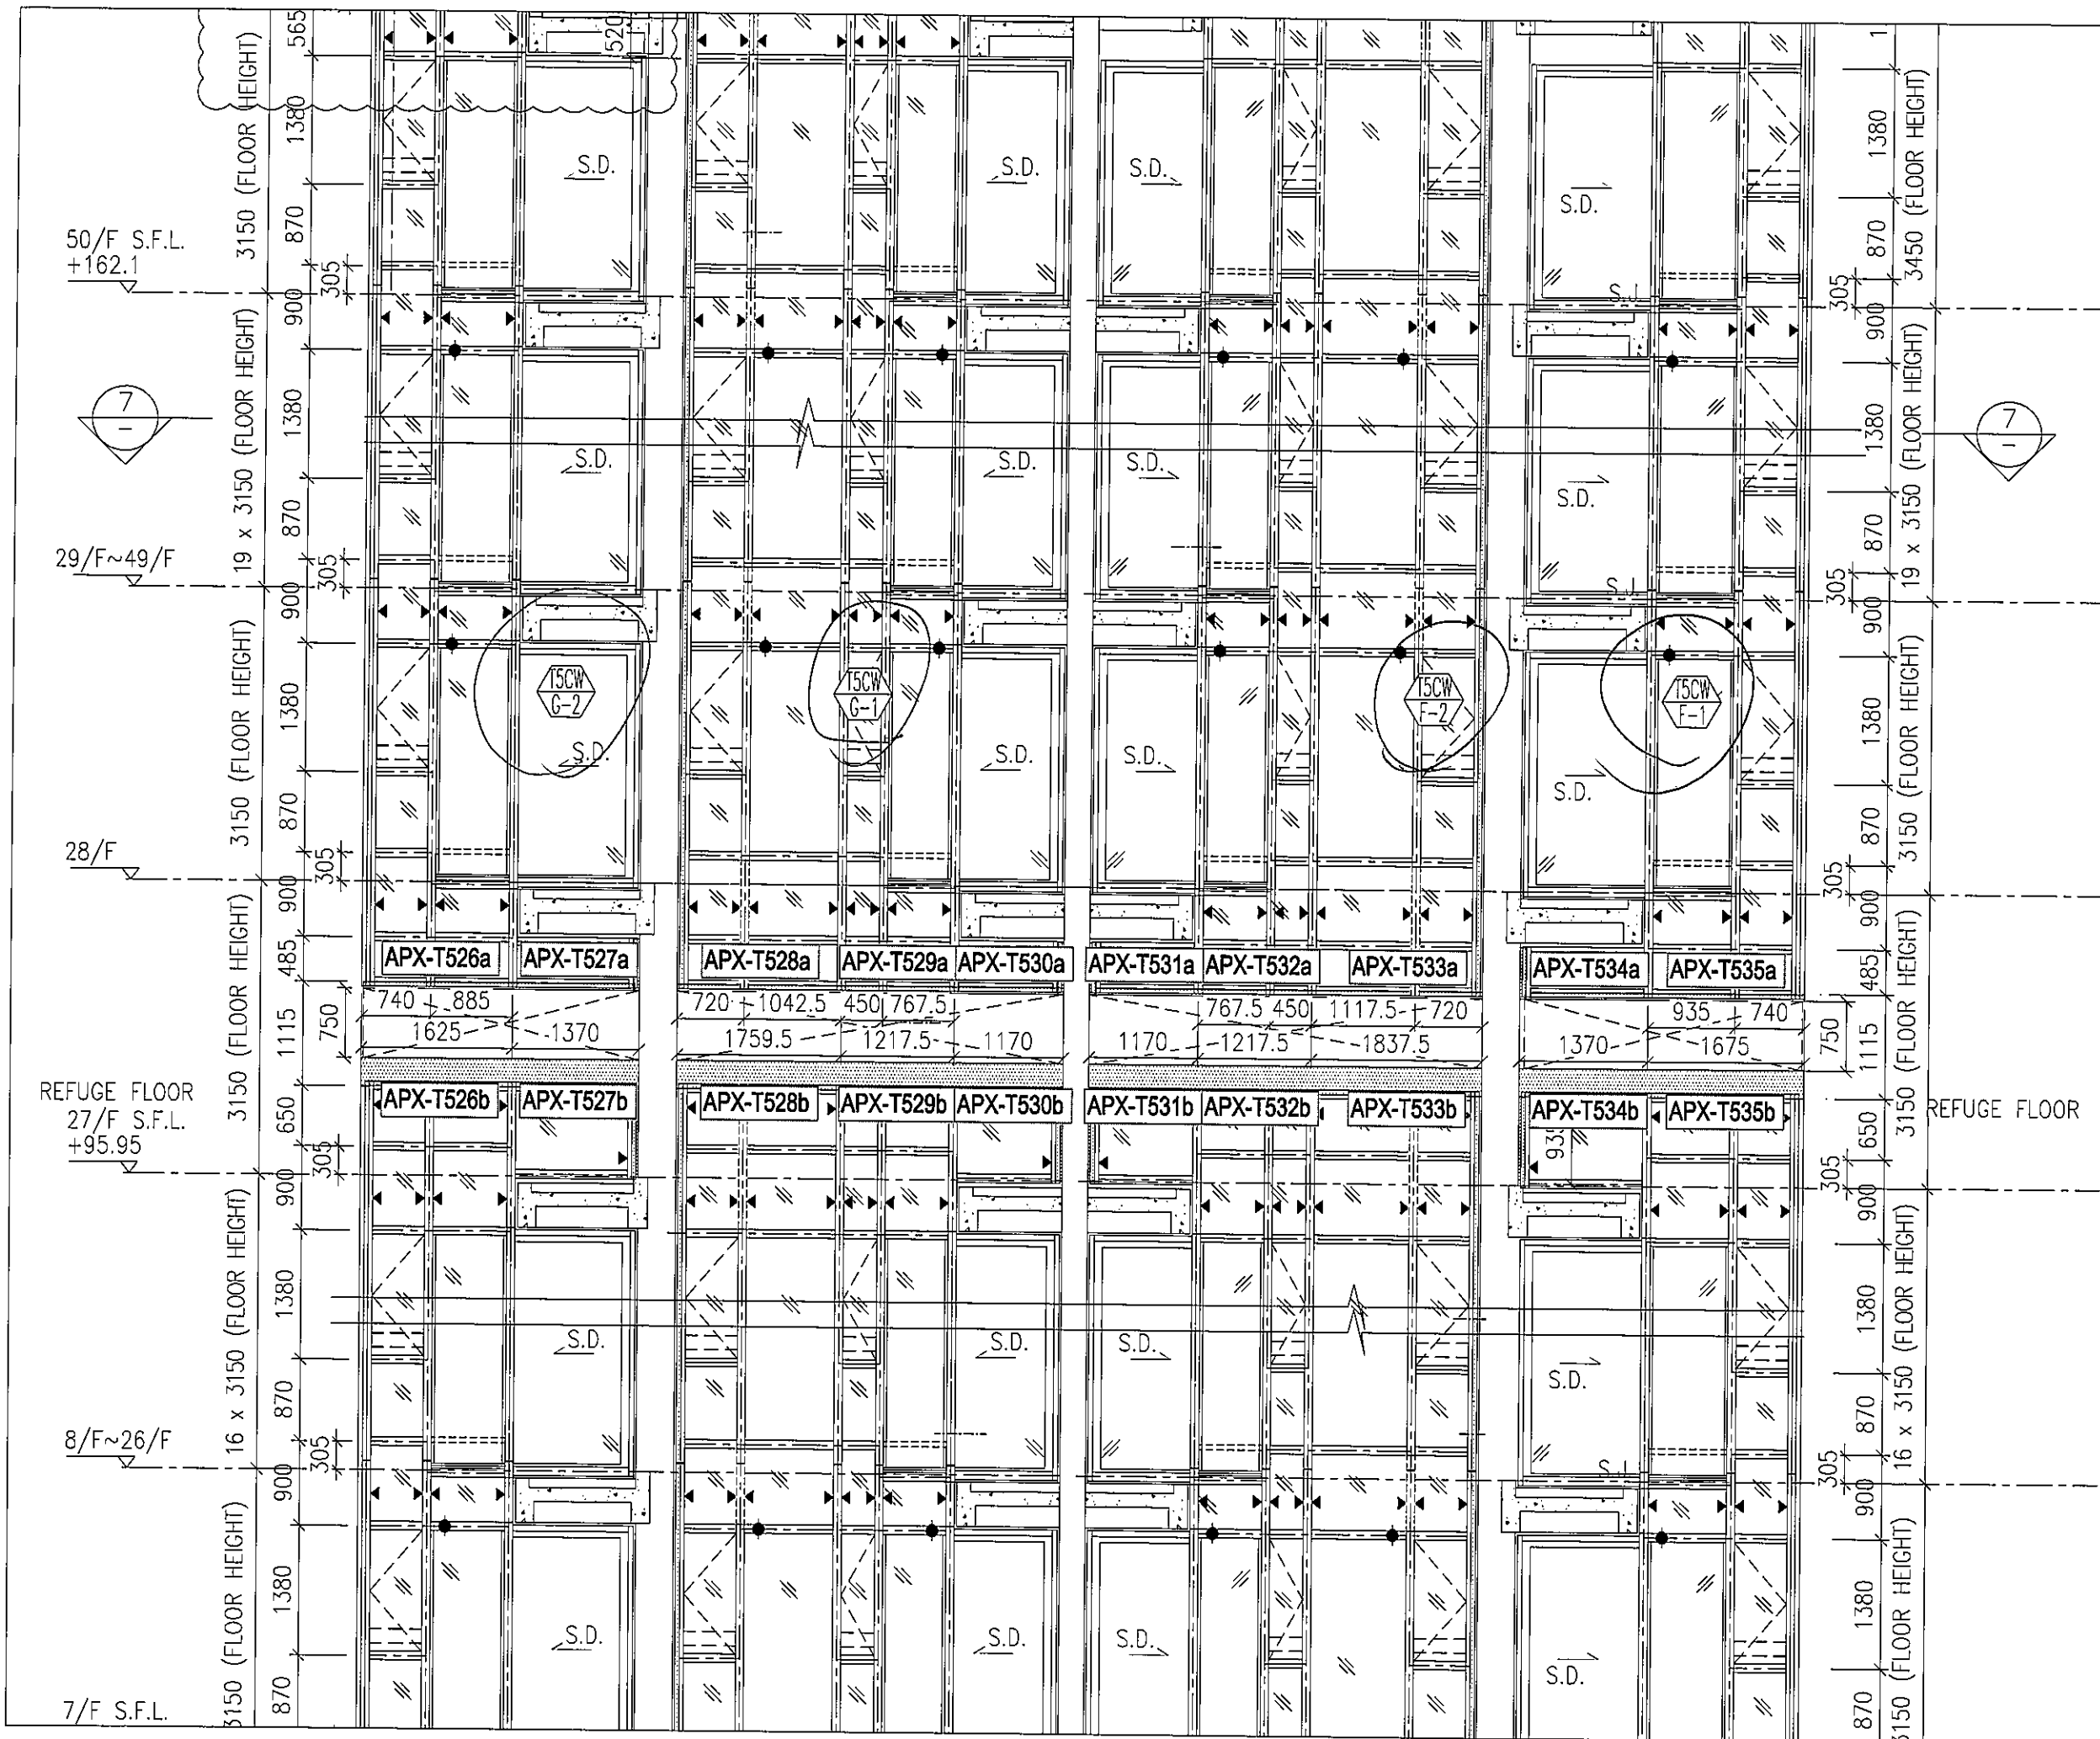 565
520
1
3150 (FLOOR HEIGHT)
1380
870
S.D.
S.D.
S.D.
S.D.
1380
870
3450 (FLOOR HEIGHT)
50/F S.F.L.
+162.1
305
900
305
900
7
-
19 x 3150 (FLOOR HEIGHT)
1380
870
S.D.
S.D.
S.D.
S.D.
1380
870
19 x 3150 (FLOOR HEIGHT)
7
-
29/F~49/F
305
900
305
900
3150 (FLOOR HEIGHT)
1380
870
T5CW
G-2
T5CW
G-1
T5CW
F-2
T5CW
F-1
S.D.
S.D.
S.D.
S.D.
1380
870
3150 (FLOOR HEIGHT)
28/F
305
900
305
900
3150 (FLOOR HEIGHT)
485
APX-T526a
APX-T527a
APX-T528a
APX-T529a
APX-T530a
APX-T531a
APX-T532a
APX-T533a
APX-T534a
APX-T535a
485
3150 (FLOOR HEIGHT)
1115
750
740
885
720
1042.5
450
767.5
767.5
450
1117.5
720
935
740
750
1115
1625
1370
1759.5
1217.5
1170
1170
1217.5
1837.5
1370
1675
REFUGE FLOOR
27/F S.F.L.
+95.95
650
APX-T526b
APX-T527b
APX-T528b
APX-T529b
APX-T530b
APX-T531b
APX-T532b
APX-T533b
APX-T534b
APX-T535b
650
REFUGE FLOOR
935
305
900
305
900
16 x 3150 (FLOOR HEIGHT)
1380
870
S.D.
S.D.
S.D.
S.D.
1380
870
16 x 3150 (FLOOR HEIGHT)
8/F~26/F
305
900
305
900
3150 (FLOOR HEIGHT)
1380
870
S.D.
S.D.
S.D.
S.D.
1380
870
3150 (FLOOR HEIGHT)
7/F S.F.L.